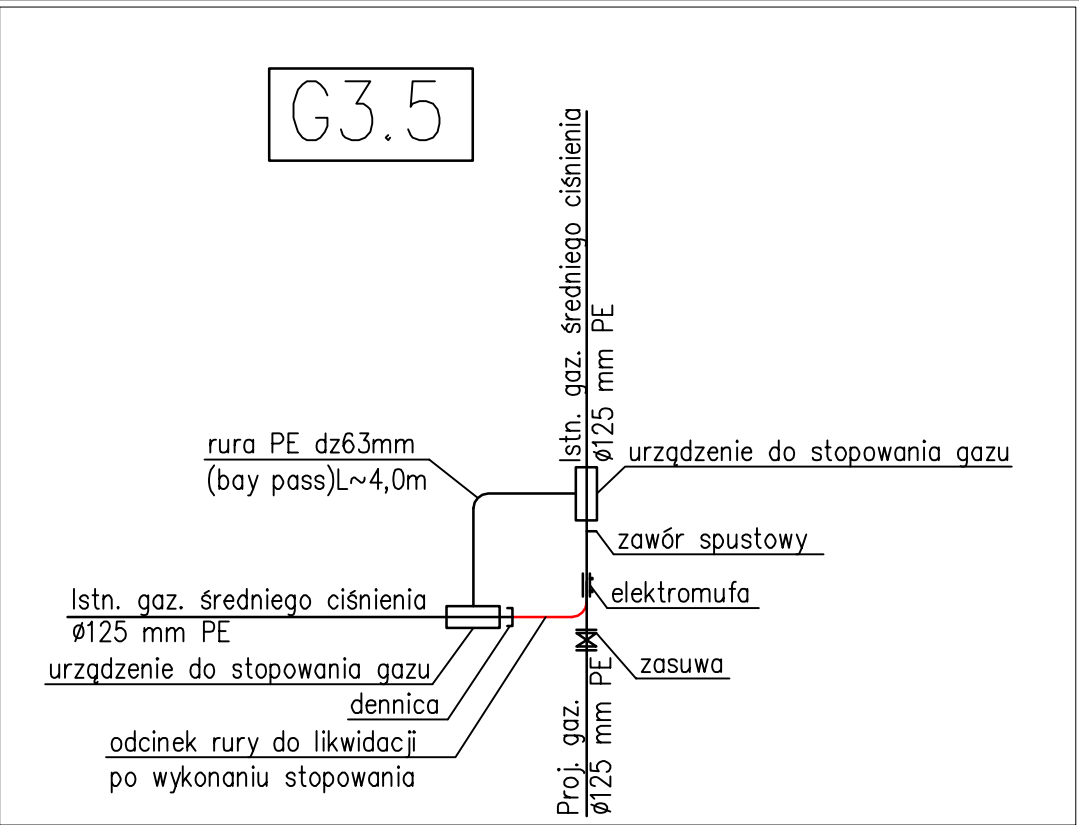 G3.5
Istn. gaz. średniego ciśnienia
ø125 mm PE
rura PE dz63mm
(bay pass)L~4,0m
urządzenie do stopowania gazu
zawór spustowy
elektromufa
Istn. gaz. średniego ciśnienia
ø125 mm PE
urządzenie do stopowania gazu
zasuwa
dennica
odcinek rury do likwidacji
po wykonaniu stopowania
Proj. gaz.
ø125 mm PE